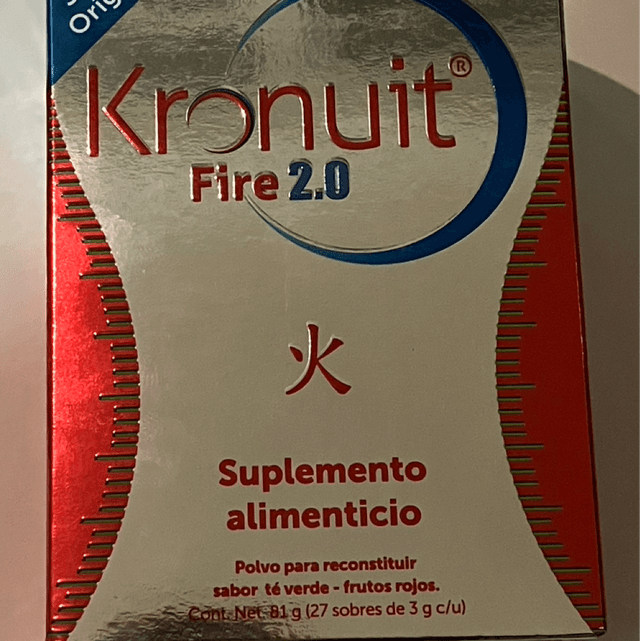 Kronuit®
Fire 2.0
火
Suplemento
alimenticio
Polvo para reconstituir
sabor té verde - frutos rojos.
Cont. Net. 81 g (27 sobres de 3 g c/u)